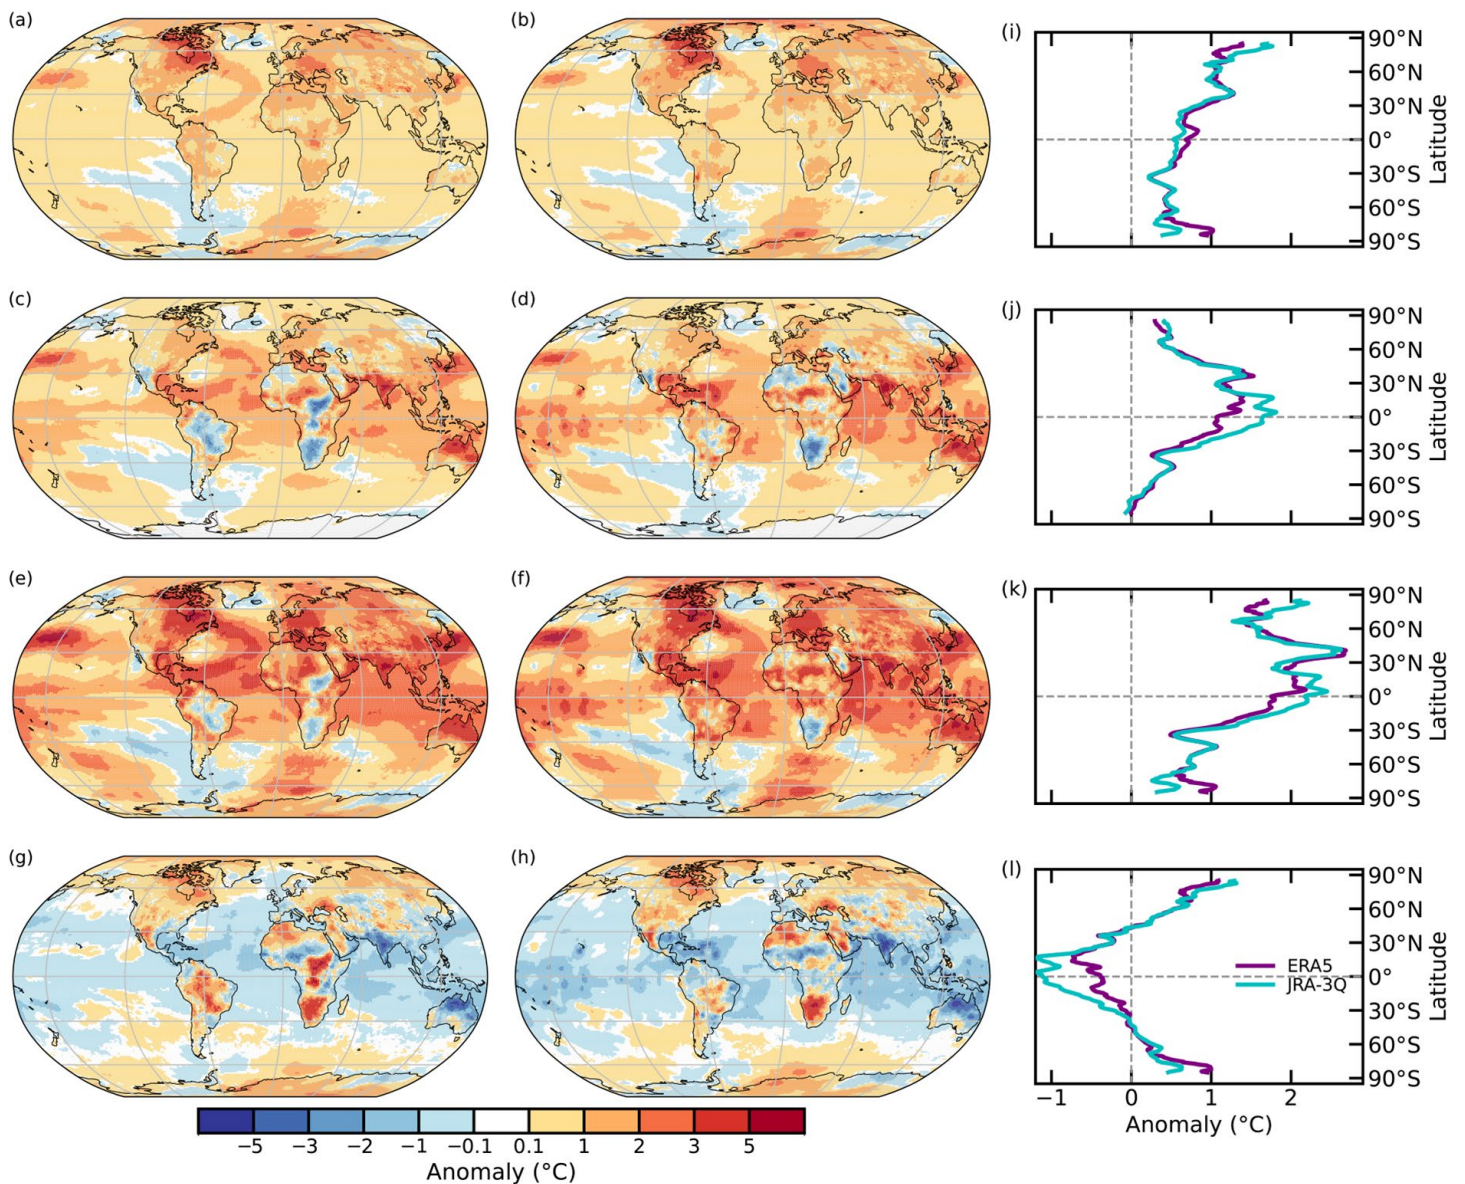 (a)
(b)
(i)
90°N
60°N
30°N
0°
30°S
60°S
90°S
Latitude
(c)
(d)
(j)
90°N
60°N
30°N
0°
30°S
60°S
90°S
Latitude
(e)
(f)
(k)
90°N
60°N
30°N
0°
30°S
60°S
90°S
Latitude
(g)
(h)
(l)
90°N
60°N
30°N
0°
30°S
60°S
90°S
Latitude
ERA5
JRA-3Q
−1 0 1 2
Anomaly (°C)
−5 −3 −2 −1 −0.1 0.1 1 2 3 5
Anomaly (°C)